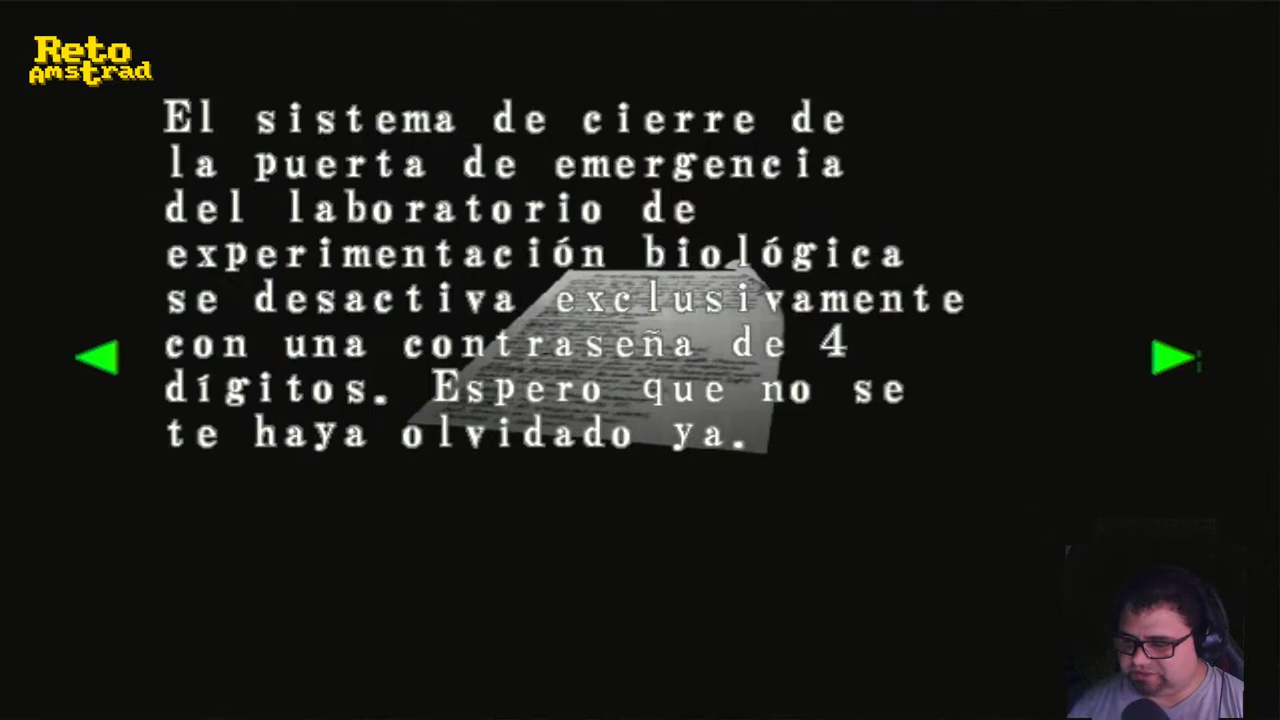 Reto
Amstrad
El sistema de cierre de
la puerta de emergencia
del laboratorio de
experimentación biológica
se desactiva exclusivamente
con una contraseña de 4
dígitos. Espero que no se
te haya olvidado ya.